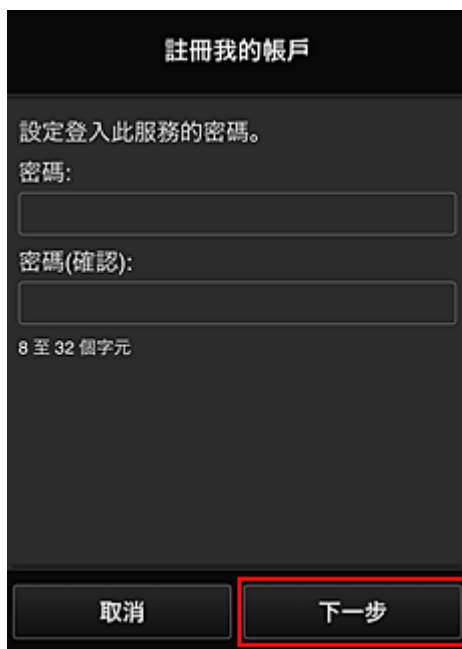 註冊我的帳戶
設定登入此服務的密碼。
密碼:
密碼(確認):
8 至 32 個字元
取消
下一步